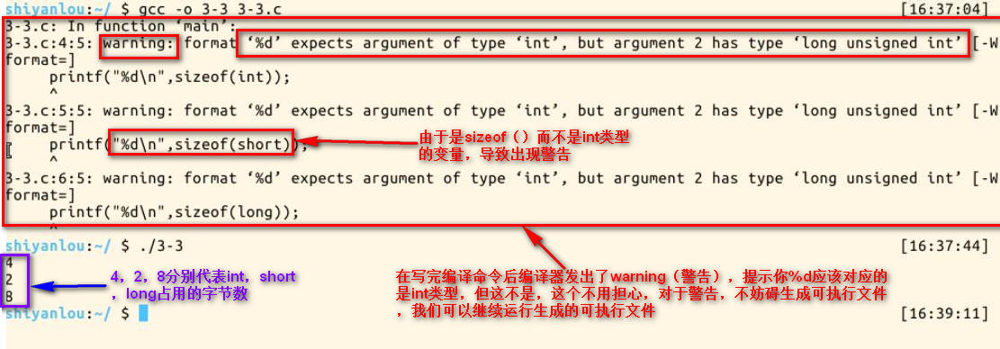 shiyanlou:~/ $ gcc -o 3-3 3-3.c [16:37:04]
3-3.c: In function ‘main’:
3-3.c:4:5: warning: format ‘%d’ expects argument of type ‘int’, but argument 2 has type ‘long unsigned int’ [-W
format=]
printf("%d\n",sizeof(int));
^
3-3.c:5:5: warning: format ‘%d’ expects argument of type ‘int’, but argument 2 has type ‘long unsigned int’ [-W
format=]
printf("%d\n",sizeof(short));
^
由于是sizeof（）而不是int类型
的变量，导致出现警告
3-3.c:6:5: warning: format ‘%d’ expects argument of type ‘int’, but argument 2 has type ‘long unsigned int’ [-W
format=]
printf("%d\n",sizeof(long));
^
shiyanlou:~/ $ ./3-3 [16:37:44]
4
2
8
4，2，8分别代表int，short
，long占用的字节数
在写完编译命令后编译器发出了warning（警告），提示你%d应该对应的
是int类型，但这不是，这个不用担心，对于警告，不妨碍生成可执行文件
，我们可以继续运行生成的可执行文件
shiyanlou:~/ $ [16:39:11]